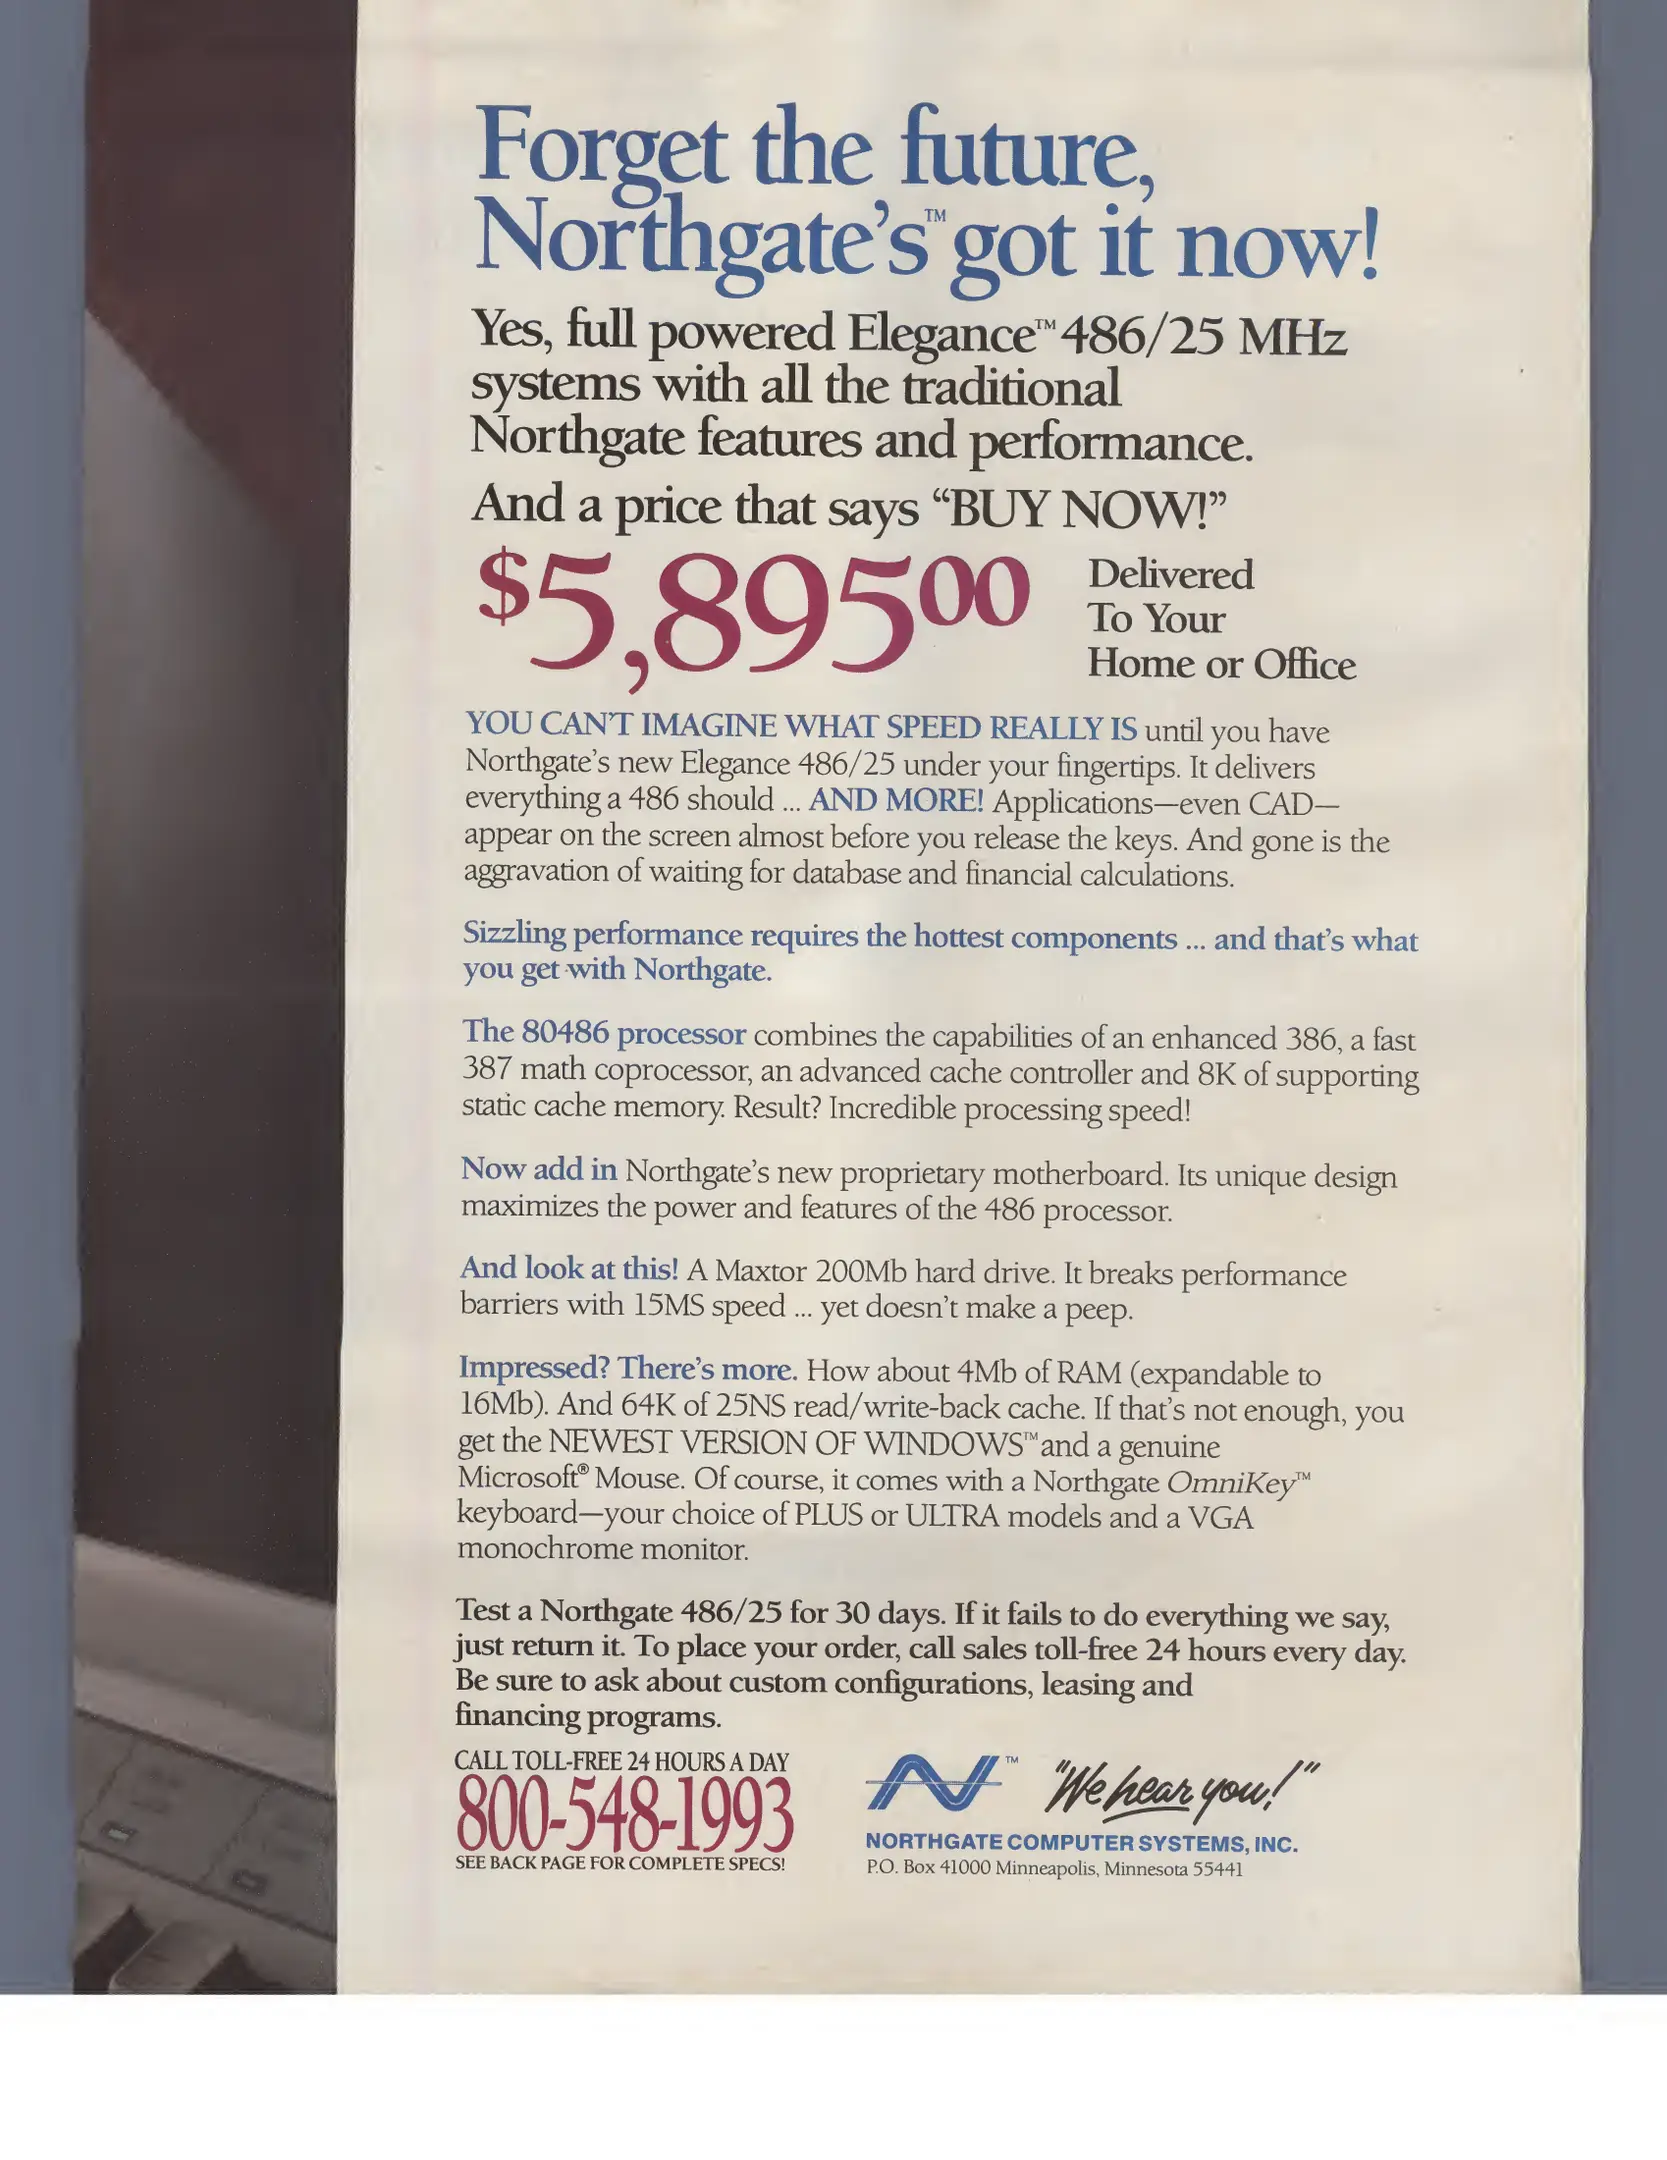 Forget the future,
Northgate's™ got it now!
Yes, full powered Elegance™ 486/25 MHz
systems with all the traditional
Northgate features and performance.
And a price that says “BUY NOW!”
$5,895⁰⁰
Delivered
To Your
Home or Office
YOU CAN'T IMAGINE WHAT SPEED REALLY IS until you have
Northgate's new Elegance 486/25 under your fingertips. It delivers
everything a 486 should ... AND MORE! Applications—even CAD—
appear on the screen almost before you release the keys. And gone is the
aggravation of waiting for database and financial calculations.
Sizzling performance requires the hottest components ... and that's what
you get with Northgate.
The 80486 processor combines the capabilities of an enhanced 386, a fast
387 math coprocessor, an advanced cache controller and 8K of supporting
static cache memory. Result? Incredible processing speed!
Now add in Northgate's new proprietary motherboard. Its unique design
maximizes the power and features of the 486 processor.
And look at this! A Maxtor 200Mb hard drive. It breaks performance
barriers with 15MS speed ... yet doesn't make a peep.
Impressed? There's more. How about 4Mb of RAM (expandable to
16Mb). And 64K of 25NS read/write-back cache. If that's not enough, you
get the NEWEST VERSION OF WINDOWS™ and a genuine
Microsoft® Mouse. Of course, it comes with a Northgate OmniKey™
keyboard—your choice of PLUS or ULTRA models and a VGA
monochrome monitor.
Test a Northgate 486/25 for 30 days. If it fails to do everything we say,
just return it. To place your order, call sales toll-free 24 hours every day.
Be sure to ask about custom configurations, leasing and
financing programs.
CALL TOLL-FREE 24 HOURS A DAY
800-548-1993
SEE BACK PAGE FOR COMPLETE SPECS!
™ "We hear you!"
NORTHGATE COMPUTER SYSTEMS, INC.
P.O. Box 41000 Minneapolis, Minnesota 55441